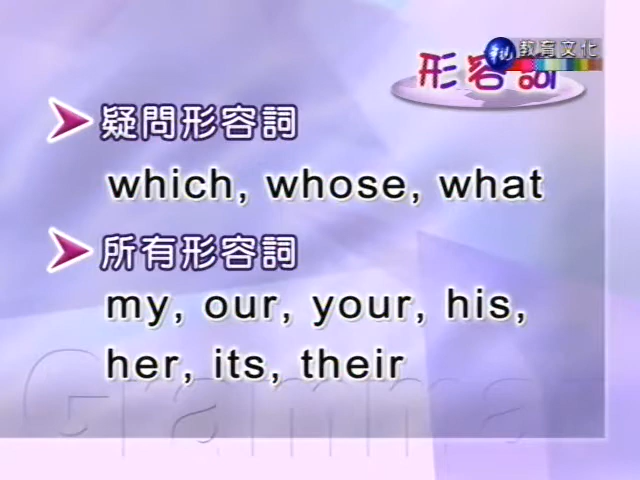 形容詞
教育文化
疑問形容詞
which, whose, what
所有形容詞
my, our, your, his,
her, its, their
Gramma